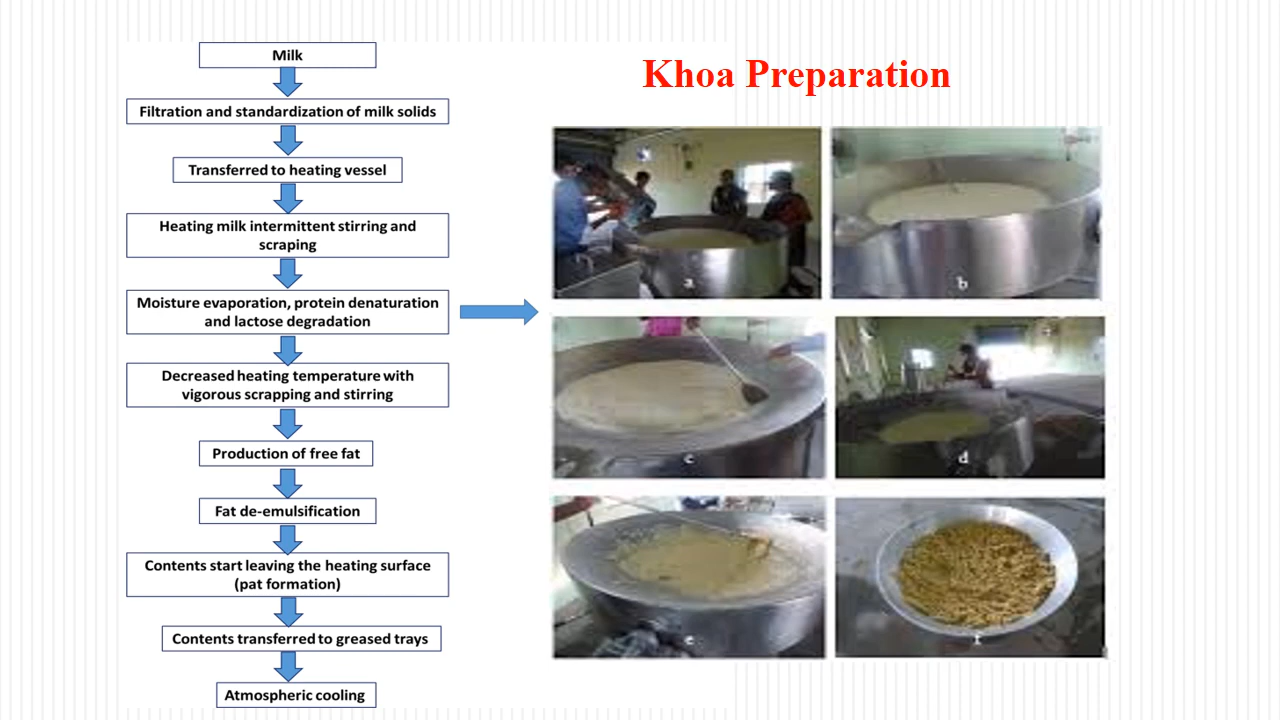 Khoa Preparation
Milk
Filtration and standardization of milk solids
Transferred to heating vessel
Heating milk intermittent stirring and
scraping
Moisture evaporation, protein denaturation
and lactose degradation
Decreased heating temperature with
vigorous scrapping and stirring
Production of free fat
Fat de-emulsification
Contents start leaving the heating surface
(pat formation)
Contents transferred to greased trays
Atmospheric cooling
a
b
c
d
e
f